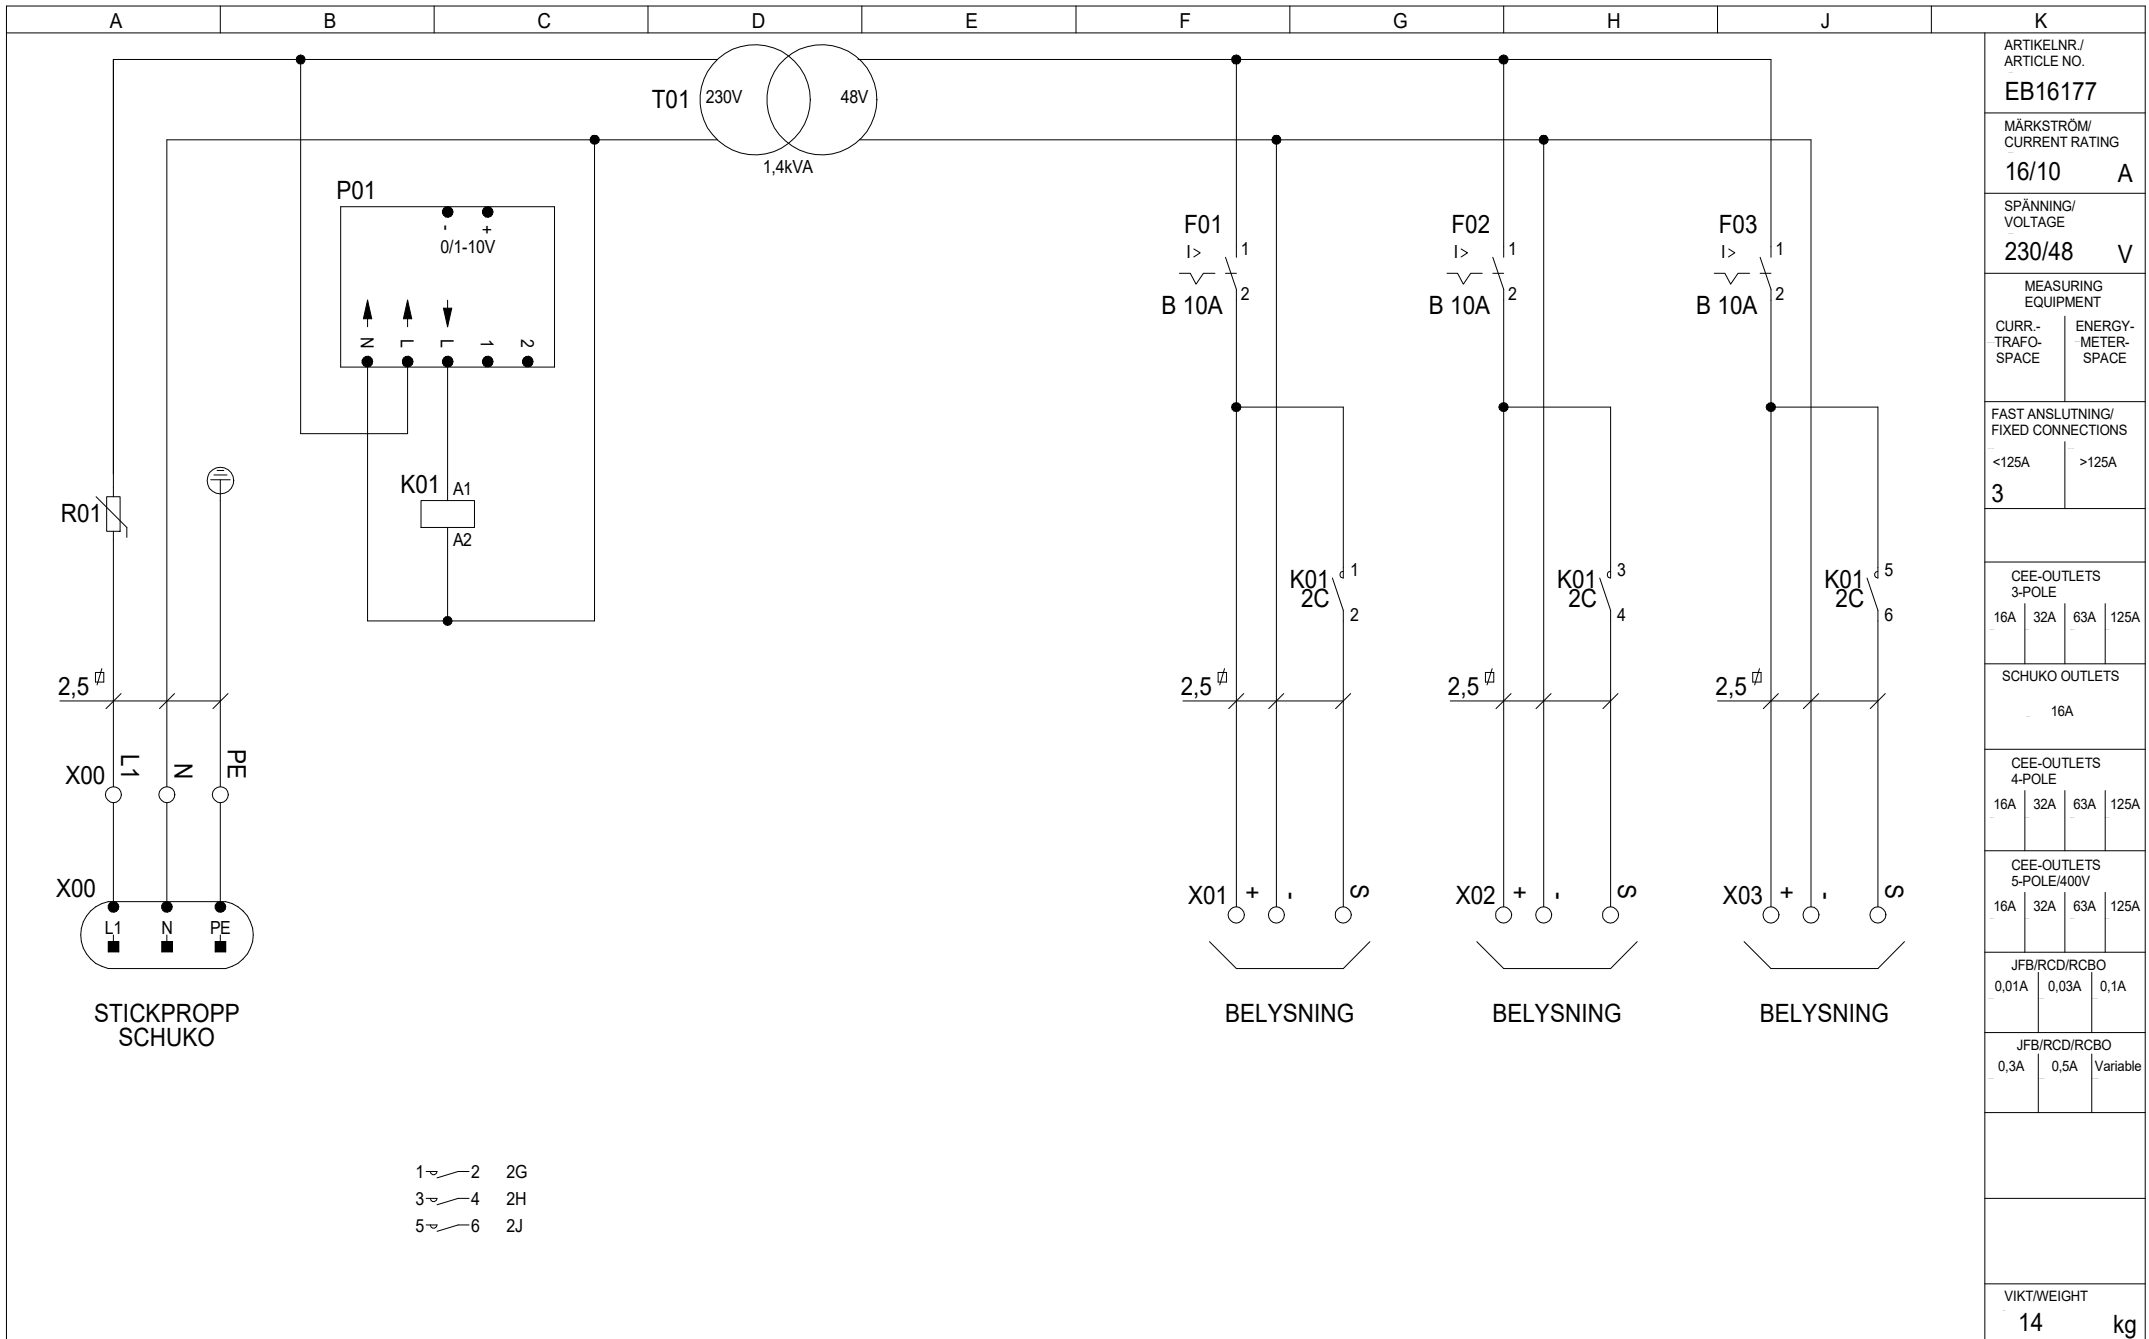 A B C D E F G H J K
T01 230V 48V
1,4kVA
P01
- +
0/1-10V
N L L 1 2
K01 A1
A2
R01
2,5
X00 L1 N PE
X00
L1 N PE
STICKPROPP
SCHUKO
F01
I> 1
2
B 10A
F02
I> 1
2
B 10A
F03
I> 1
2
B 10A
K01 1
2C
2
K01 3
2C
4
K01 5
2C
6
2,5
2,5
2,5
X01 + - S
X02 + - S
X03 + - S
BELYSNING
BELYSNING
BELYSNING
1 2 2G
3 4 2H
5 6 2J
ARTIKELNR./
ARTICLE NO.
EB16177
MÄRKSTRÖM/
CURRENT RATING
16/10 A
SPÄNNING/
VOLTAGE
230/48 V
MEASURING
EQUIPMENT
CURR.-
TRAFO-
SPACE
ENERGY-
METER-
SPACE
FAST ANSLUTNING/
FIXED CONNECTIONS
<125A >125A
3
CEE-OUTLETS
3-POLE
16A 32A 63A 125A
SCHUKO OUTLETS
16A
CEE-OUTLETS
4-POLE
16A 32A 63A 125A
CEE-OUTLETS
5-POLE/400V
16A 32A 63A 125A
JFB/RCD/RCBO
0,01A 0,03A 0,1A
JFB/RCD/RCBO
0,3A 0,5A Variable
VIKT/WEIGHT
14 kg